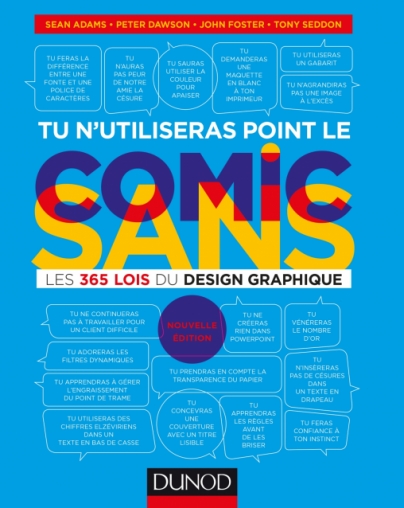 SEAN ADAMS • PETER DAWSON • JOHN FOSTER • TONY SEDDON
TU FERAS LA
DIFFÉRENCE
ENTRE UNE
FONTE ET UNE
POLICE DE
CARACTÈRES
TU
N'AURAS
PAS PEUR
DE NOTRE
AMIE LA
CÉSURE
TU SAURAS
UTILISER LA
COULEUR
POUR
APAISER
TU
DEMANDERAS
UNE
MAQUETTE
EN BLANC
À TON
IMPRIMEUR
TU UTILISERAS
UN GABARIT
TU N'AGRANDIRAS
PAS UNE IMAGE
À L'EXCÈS
TU N'UTILISERAS POINT LE
COMIC
SANS
LES 365 LOIS DU DESIGN GRAPHIQUE
TU NE CONTINUERAS
PAS À TRAVAILLER POUR
UN CLIENT DIFFICILE
NOUVELLE
ÉDITION
TU NE
CRÉERAS
RIEN DANS
POWERPOINT
TU
VÉNÈRERAS
LE NOMBRE
D'OR
TU ADORERAS LES
FILTRES DYNAMIQUES
TU PRENDRAS EN COMPTE LA
TRANSPARENCE DU PAPIER
TU
N'INSÈRERAS
PAS DE CÉSURES
DANS
UN TEXTE EN
DRAPEAU
TU APPRENDRAS À GÉRER
L'ENGRAISSEMENT
DU POINT DE TRAME
TU UTILISERAS DES
CHIFFRES ELZÉVIRIENS
DANS UN
TEXTE EN BAS DE CASSE
TU
CONCEVRAS
UNE
COUVERTURE
AVEC UN TITRE
LISIBLE
TU
APPRENDRAS
LES RÈGLES
AVANT
DE LES
BRISER
TU FERAS
CONFIANCE À
TON INSTINCT
DUNOD